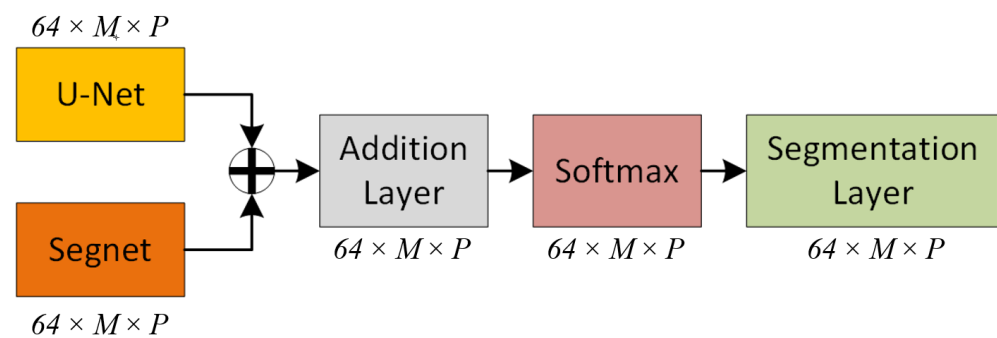 64 × M × P
U-Net
Segnet
64 × M × P
Addition
Layer
64 × M × P
Softmax
64 × M × P
Segmentation
Layer
64 × M × P